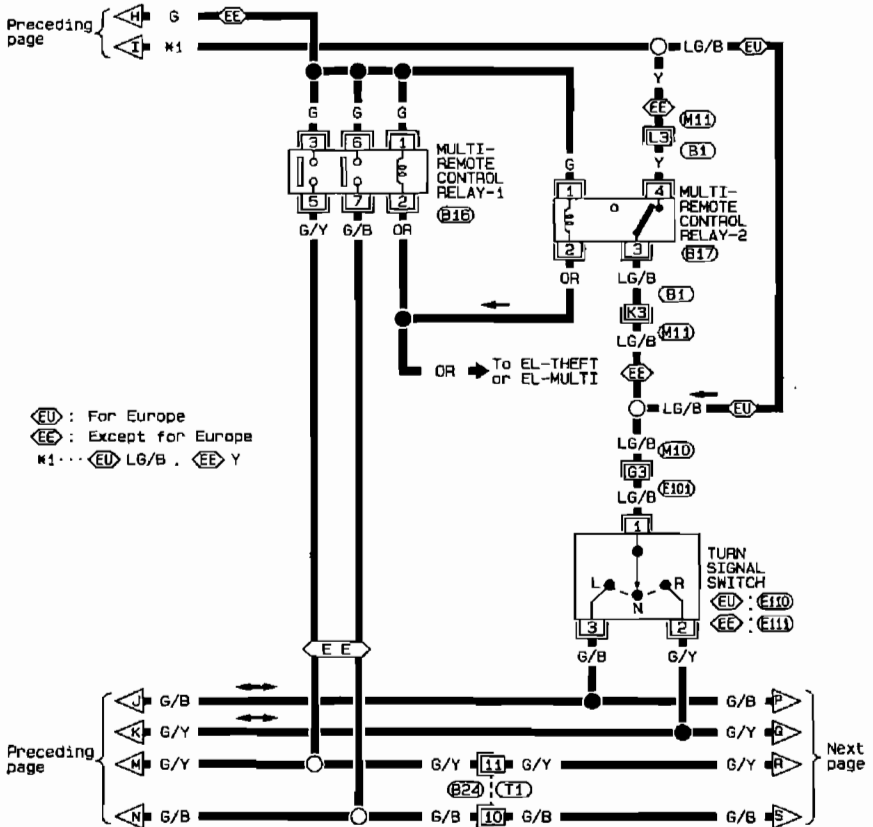 Preceding page
H G EE
I *1
LG/B EU
Y
EE
M11
L3
B1
Y
G G G
3 6 1
MULTI-
REMOTE
CONTROL
RELAY-1
B16
5 7 2
G/Y G/B OR
G
1 4
MULTI-
REMOTE
CONTROL
RELAY-2
B17
2 3
OR
LG/B
B1
K3
LG/B M11
EE
OR To EL-THEFT
or EL-MULTI
EU : For Europe
EE : Except for Europe
*1··· EU LG/B , EE Y
LG/B EU
LG/B M10
G3
LG/B E101
1
TURN
SIGNAL
SWITCH
L N R
EU : E110
EE : E111
3 2
G/B G/Y
E E
Preceding page
J G/B G/B P
K G/Y G/Y Q
M G/Y G/Y 11 G/Y G/Y R
B24 T1
N G/B G/B 10 G/B G/B S
Next page